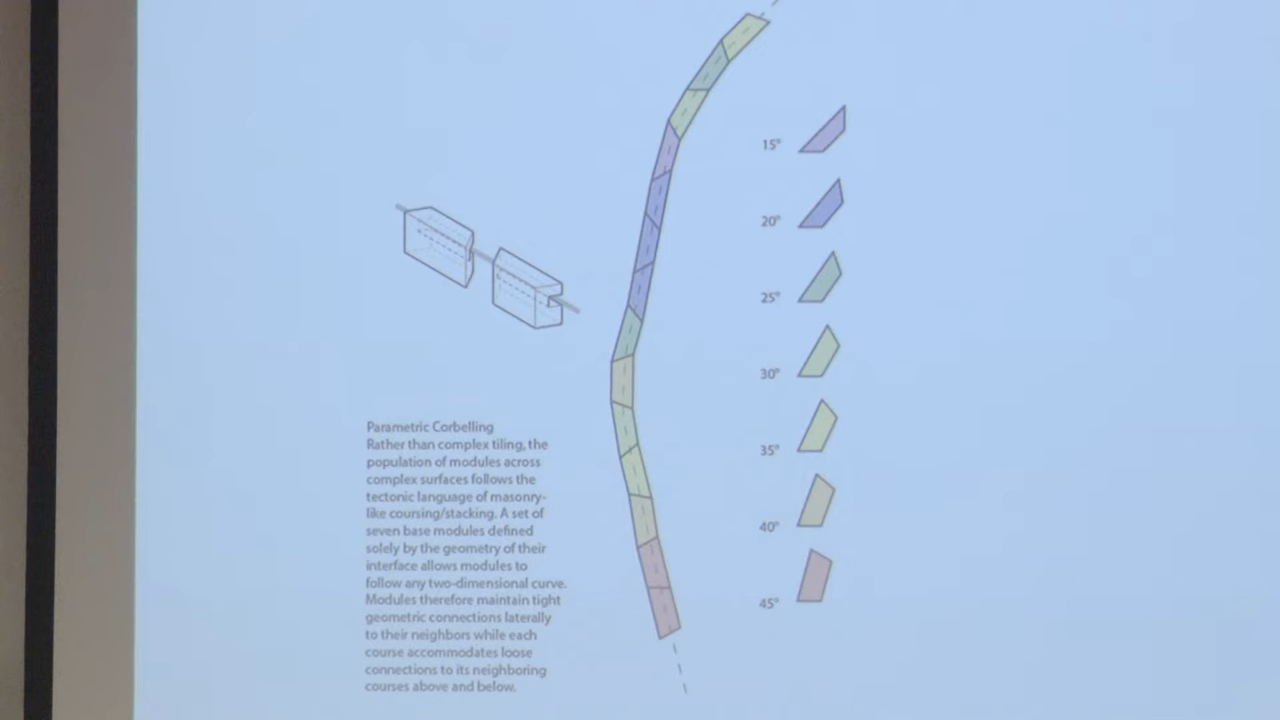 15°
20°
25°
30°
35°
40°
45°
Parametric Corbelling
Rather than complex tiling, the
population of modules across
complex surfaces follows the
tectonic language of masonry-
like coursing/stacking. A set of
seven base modules defined
solely by the geometry of their
interface allows modules to
follow any two-dimensional curve.
Modules therefore maintain tight
geometric connections laterally
to their neighbors while each
course accommodates loose
connections to its neighboring
courses above and below.